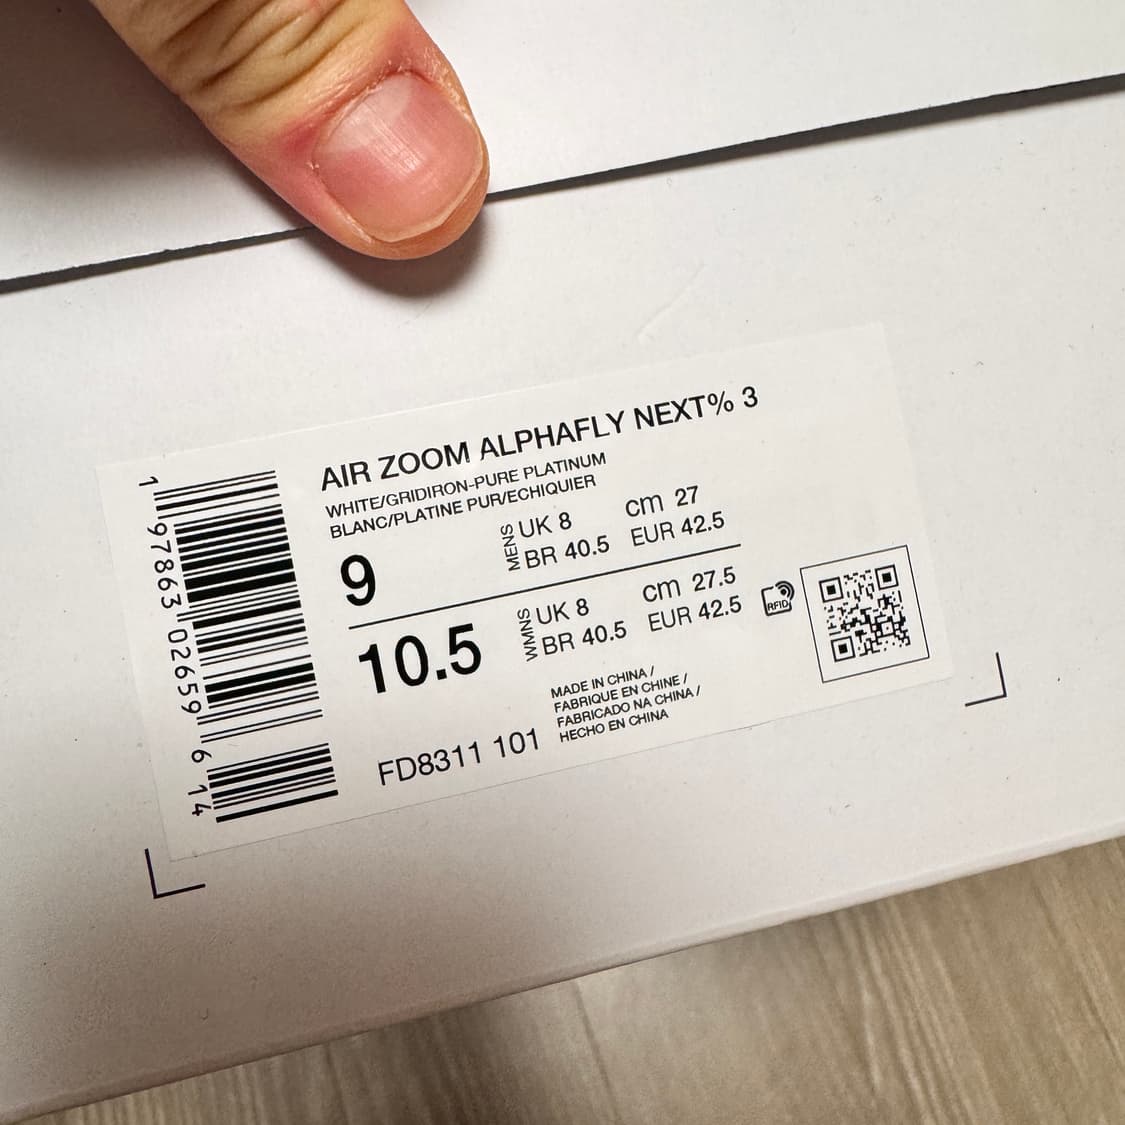 AIR ZOOM ALPHAFLY NEXT% 3
WHITE/GRIDIRON-PURE PLATINUM
BLANC/PLATINE PUR/ECHIQUIER
9
MENS
UK 8 cm 27
BR 40.5 EUR 42.5
10.5
WMNS
UK 8 cm 27.5
BR 40.5 EUR 42.5
RFID
FD8311 101
MADE IN CHINA /
FABRIQUE EN CHINE /
FABRICADO NA CHINA /
HECHO EN CHINA
1 97863 02659 6 14